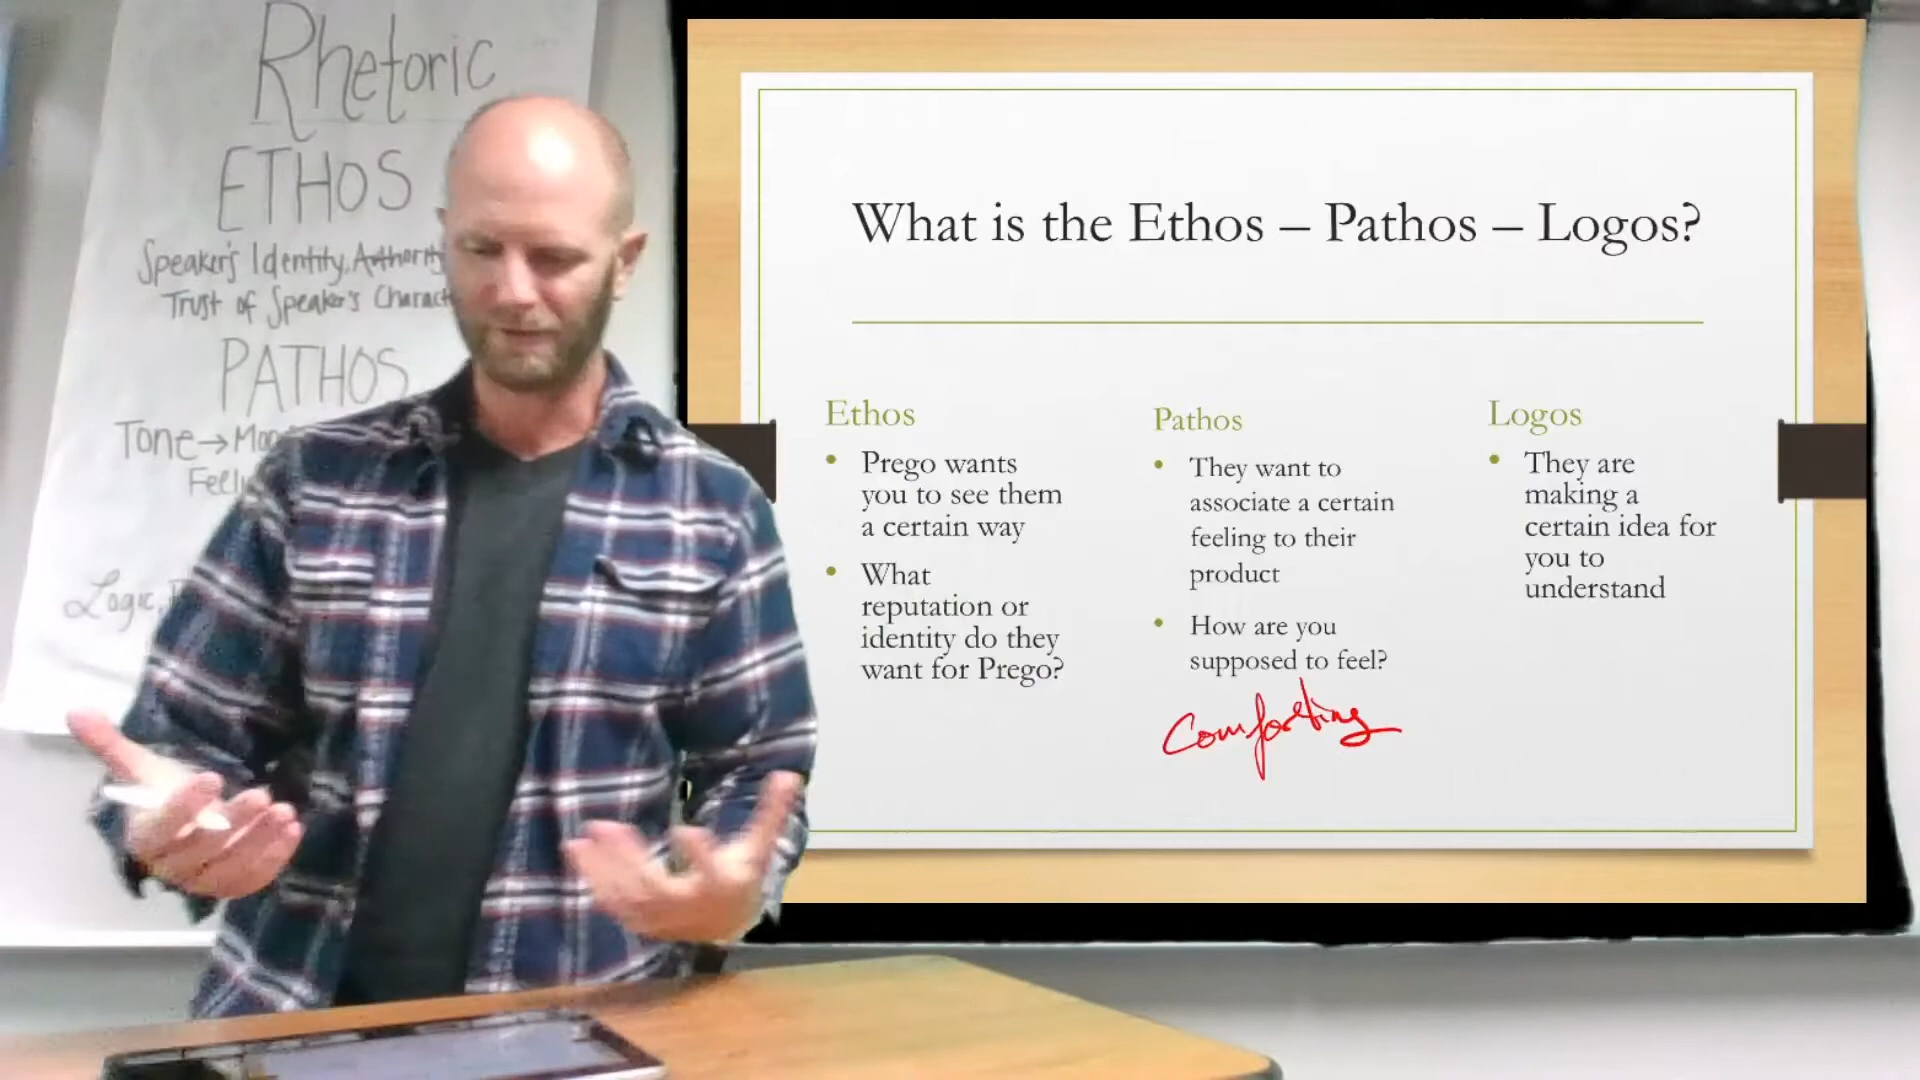 Rhetoric
ETHOS
Speaker's Identity, Authority
Trust of Speaker's
PATHOS
Tone →
Logic,
What is the Ethos – Pathos – Logos?
Ethos
• Prego wants
you to see them
a certain way
• What
reputation or
identity do they
want for Prego?
Pathos
• They want to
associate a certain
feeling to their
product
• How are you
supposed to feel?
Comforting
Logos
• They are
making a
certain idea for
you to
understand